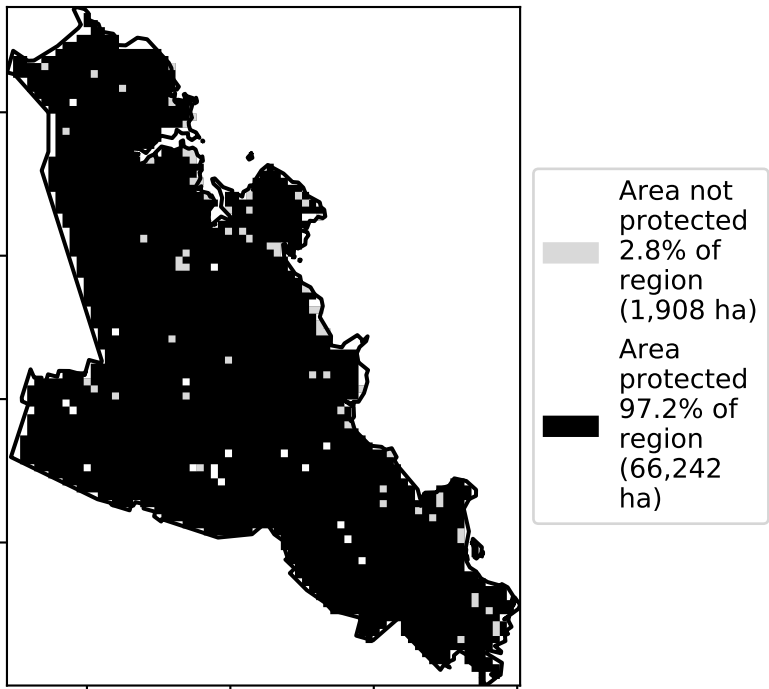 Area not
protected
2.8% of
region
(1,908 ha)
Area
protected
97.2% of
region
(66,242
ha)